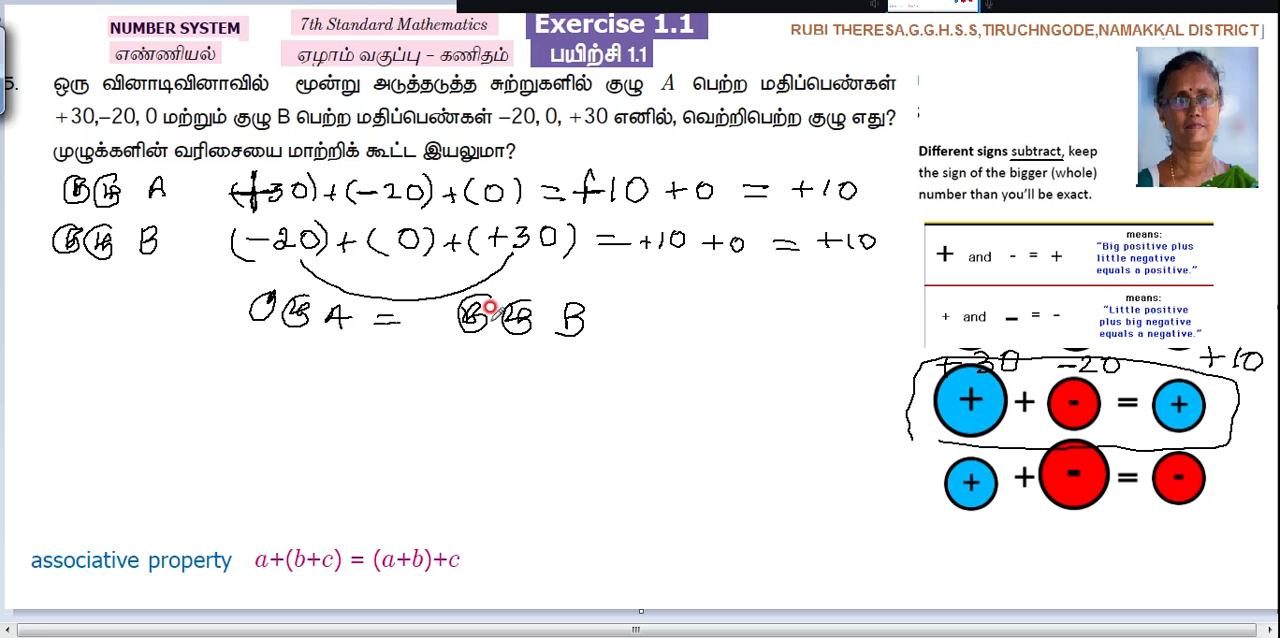 NUMBER SYSTEM
எண்ணியல்
7th Standard Mathematics
ஏழாம் வகுப்பு – கணிதம்
Exercise 1.1
பயிற்சி 1.1
RUBI THERESA,G.G.H.S.S,TIRUCHNGODE,NAMAKKAL DISTRICT]
5. ஒரு வினாடிவினாவில் மூன்று அடுத்தடுத்த சுற்றுகளில் குழு A பெற்ற மதிப்பெண்கள்
+30,–20, 0 மற்றும் குழு B பெற்ற மதிப்பெண்கள் –20, 0, +30 எனில், வெற்றிபெற்ற குழு எது?
முழுக்களின் வரிசையை மாற்றிக் கூட்ட இயலுமா?
குழு A (+30)+(-20)+(0) = +10 +0 = +10
குழு B (-20)+(0)+(+30) = +10 +0 = +10
குழு A = குழு B
Different signs subtract, keep
the sign of the bigger (whole)
number than you’ll be exact.
+ and - = +
means:
“Big positive plus
little negative
equals a positive.”
+ and - = -
means:
“Little positive
plus big negative
equals a negative.”
+30 -20 +10
+ + - = +
+ + - = -
associative property a+(b+c) = (a+b)+c